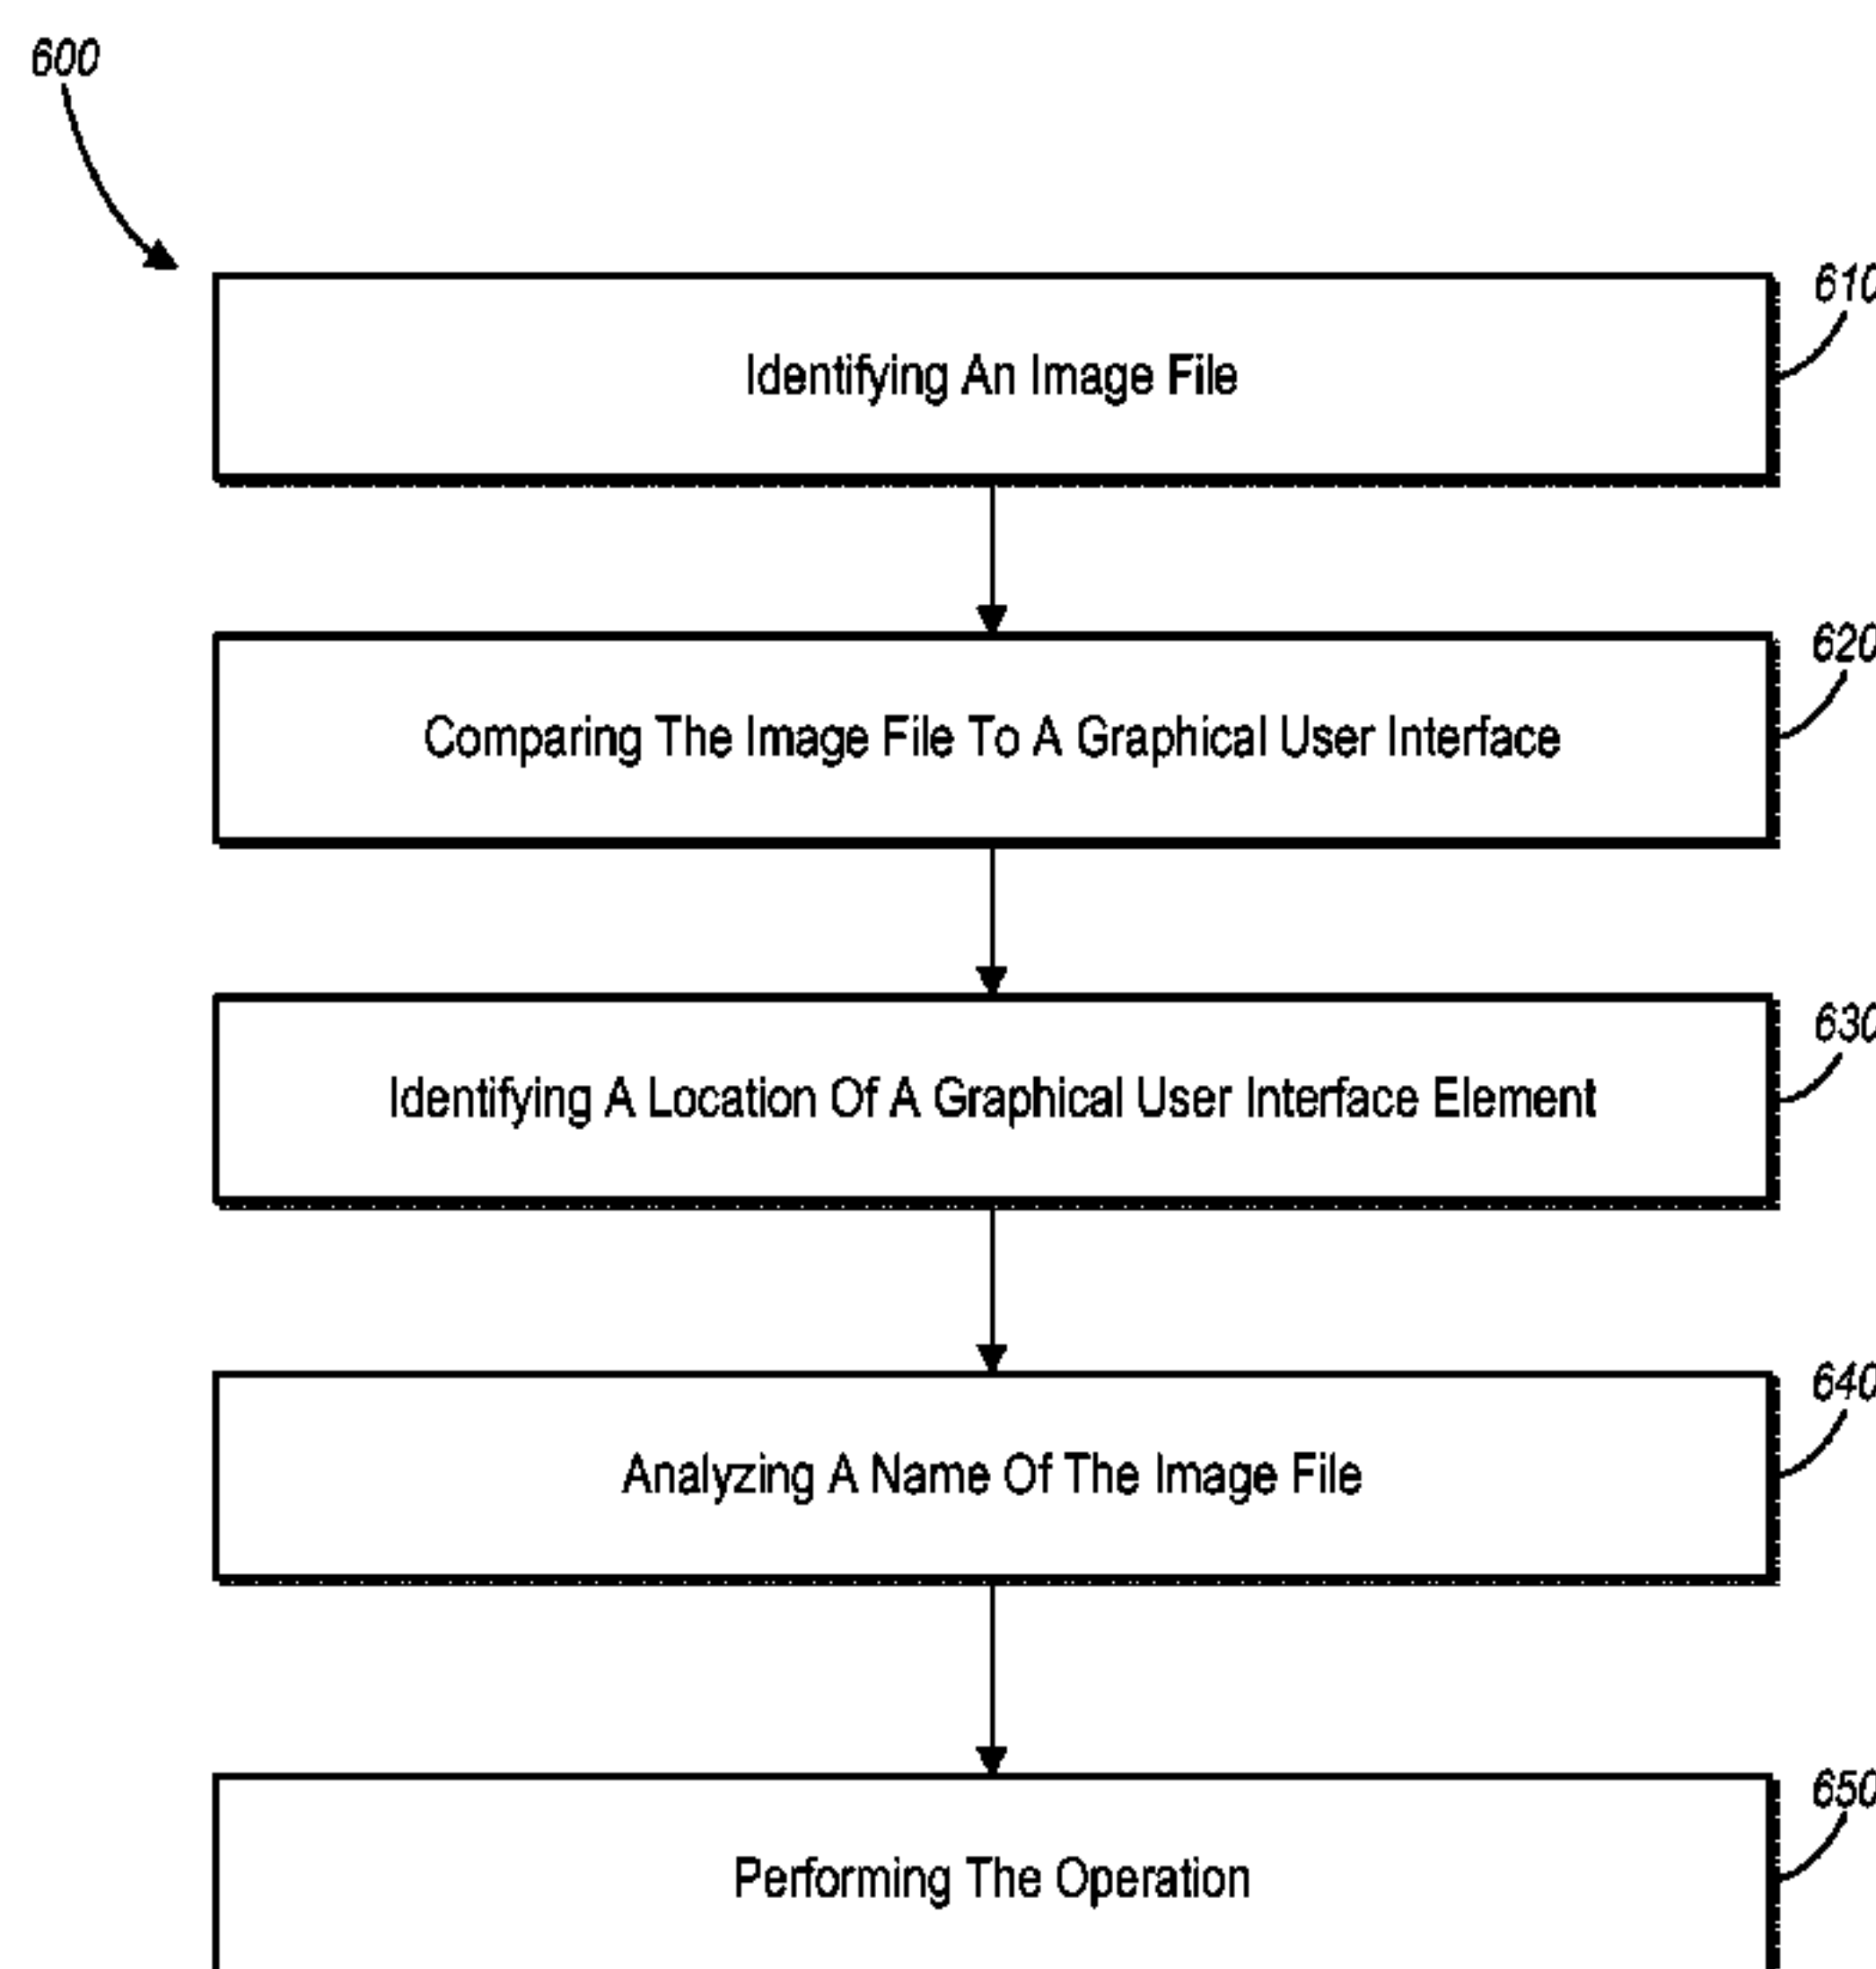 600
610
Identifying An Image File
620
Comparing The Image File To A Graphical User Interface
630
Identifying A Location Of A Graphical User Interface Element
640
Analyzing A Name Of The Image File
650
Performing The Operation